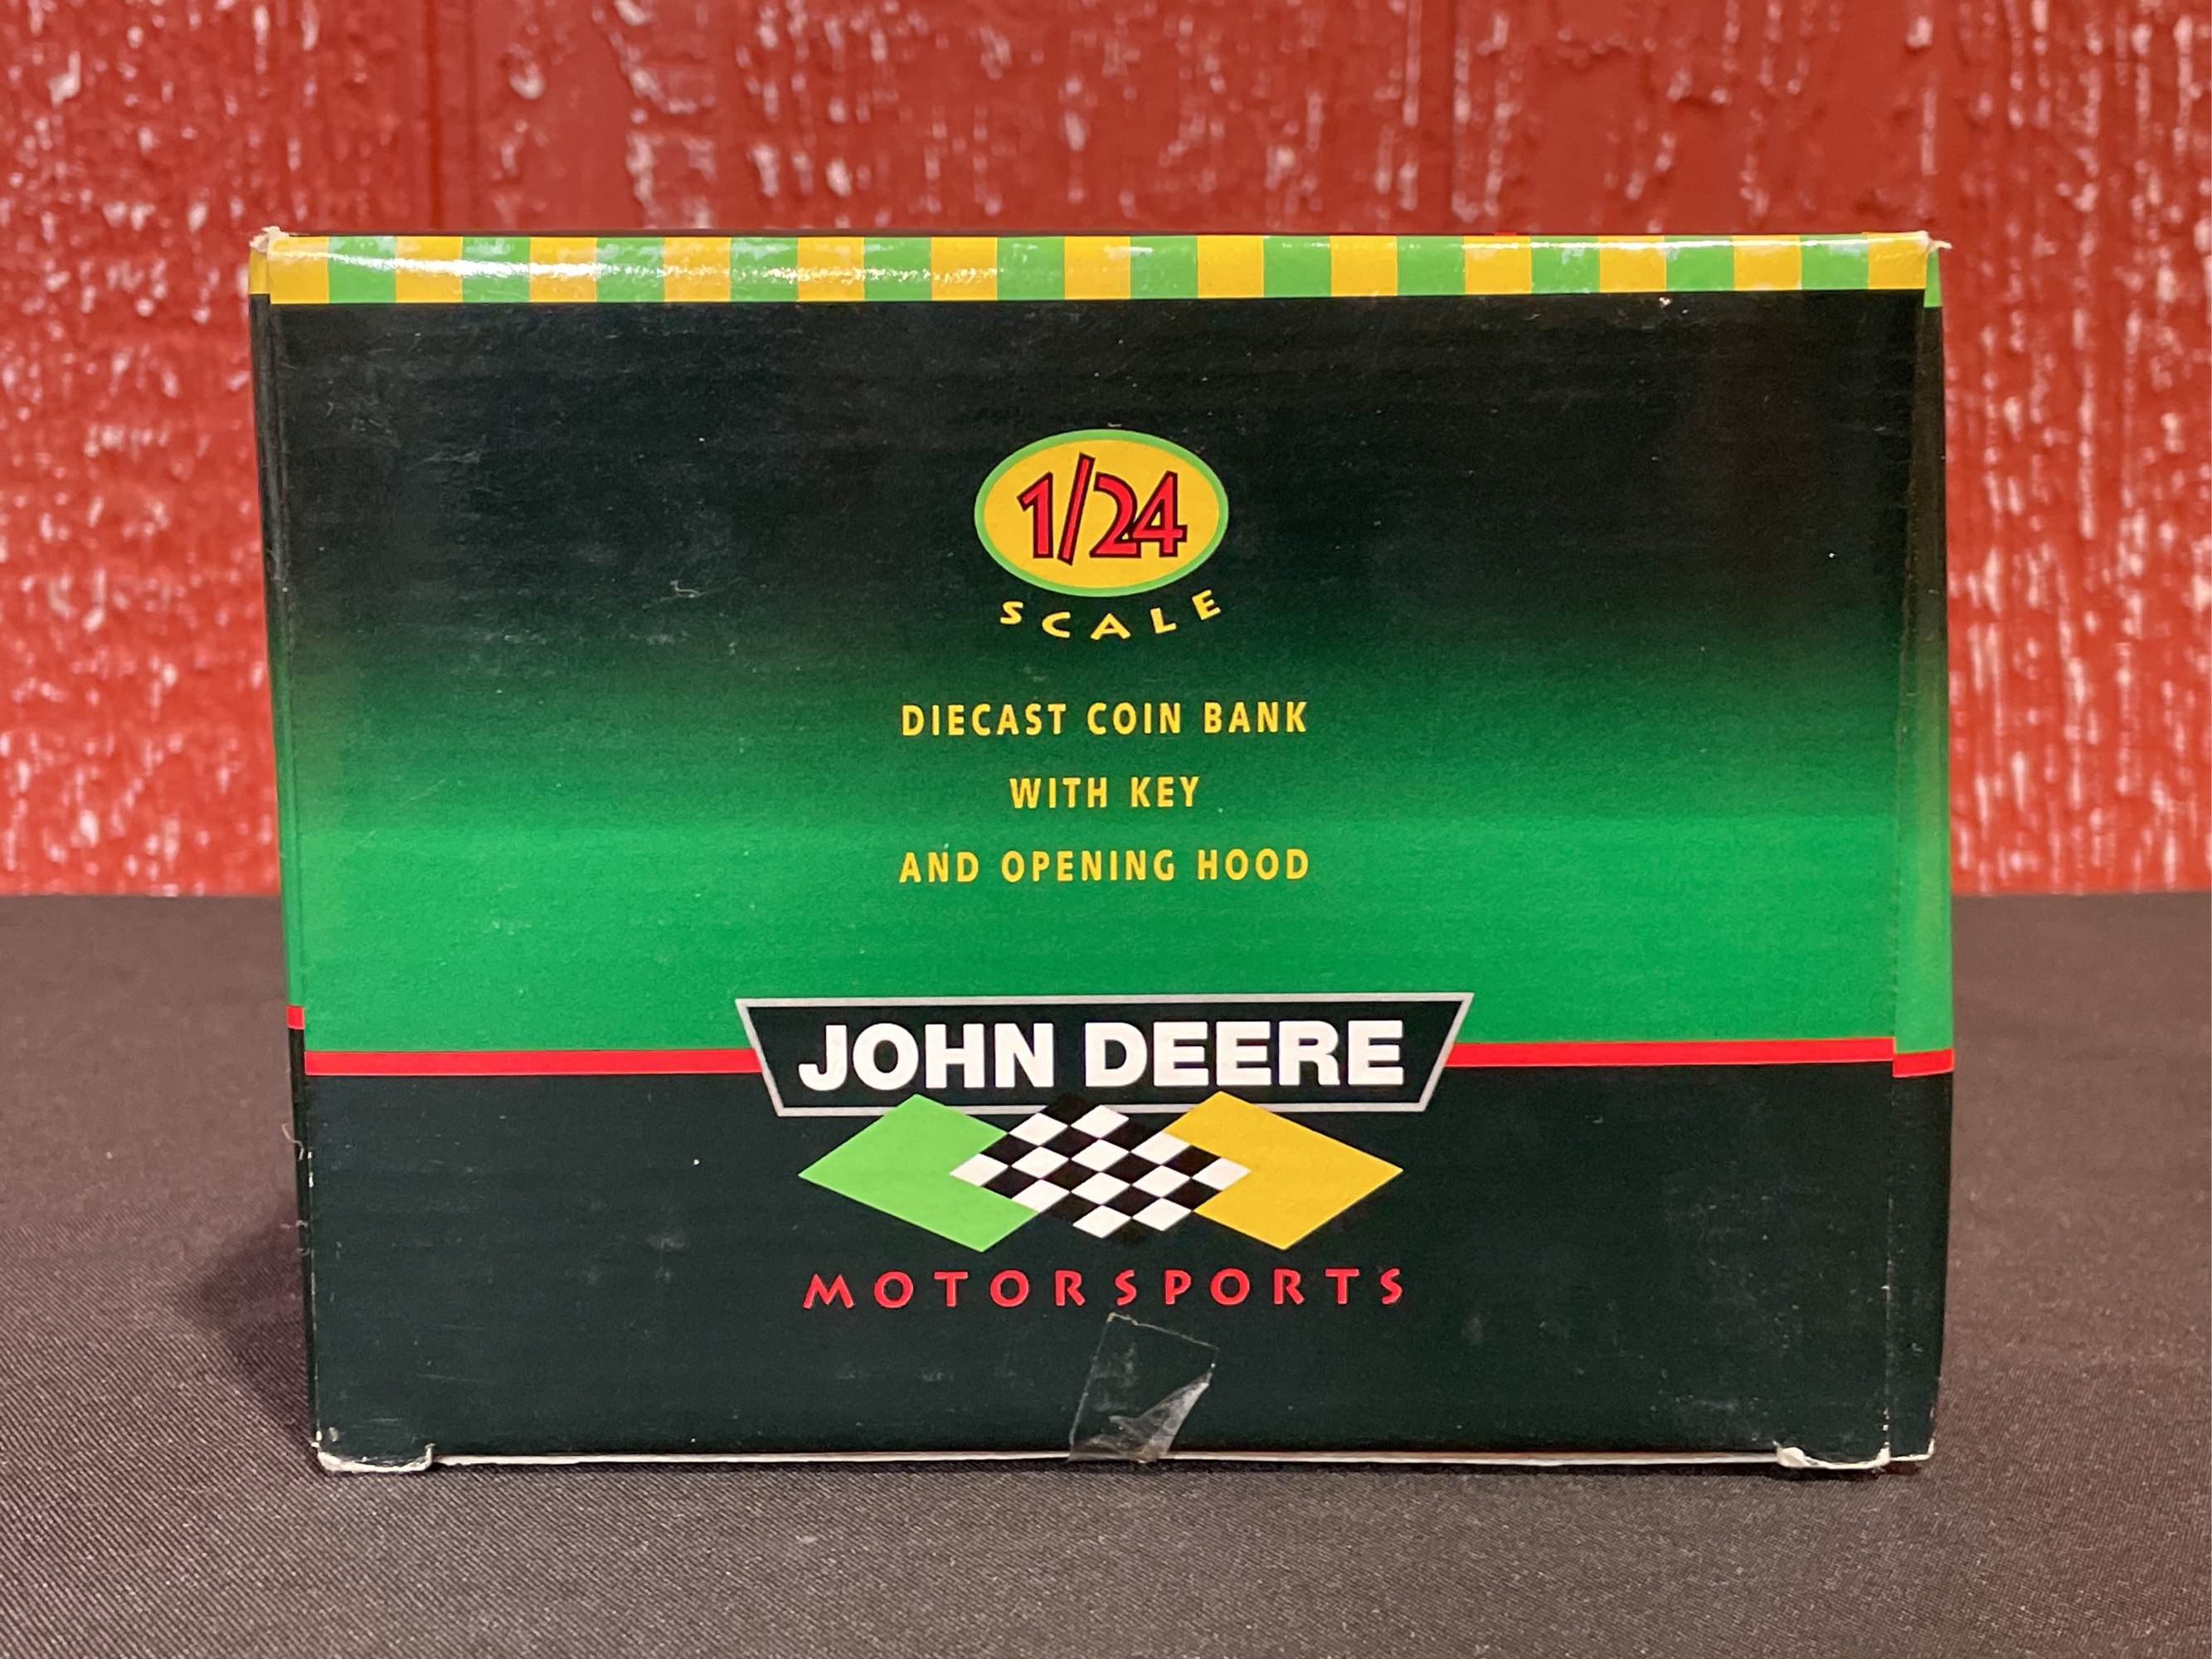 1/24
SCALE
DIECAST COIN BANK
WITH KEY
AND OPENING HOOD
JOHN DEERE
MOTORSPORTS